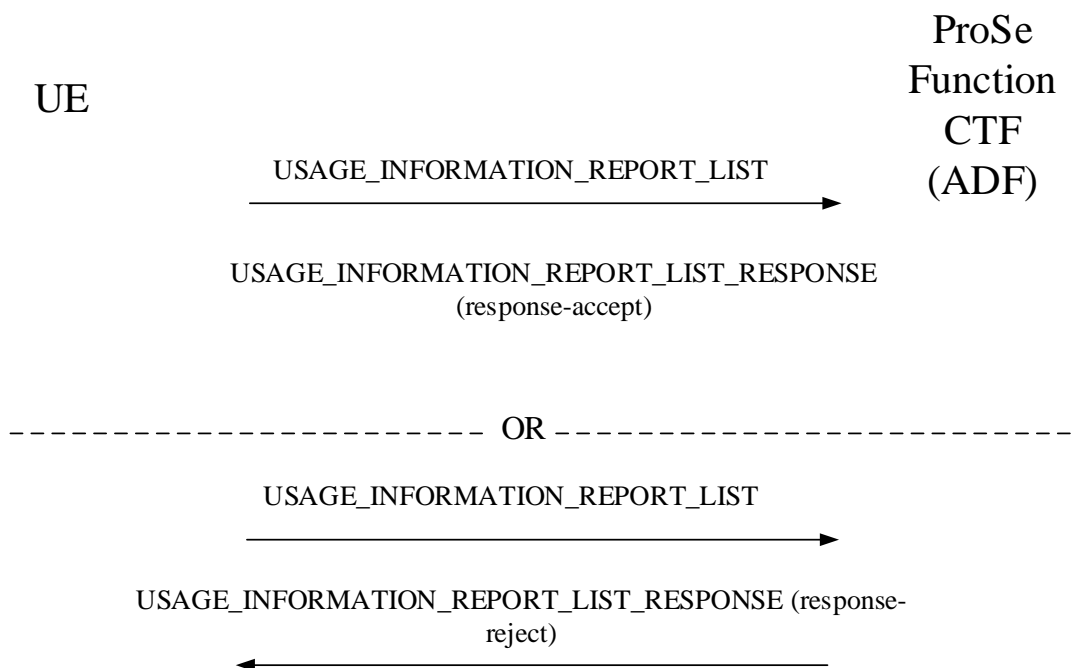 ProSe
Function
CTF
(ADF)
UE
USAGE_INFORMATION_REPORT_LIST
USAGE_INFORMATION_REPORT_LIST_RESPONSE
(response-accept)
OR
USAGE_INFORMATION_REPORT_LIST
USAGE_INFORMATION_REPORT_LIST_RESPONSE (response-
reject)